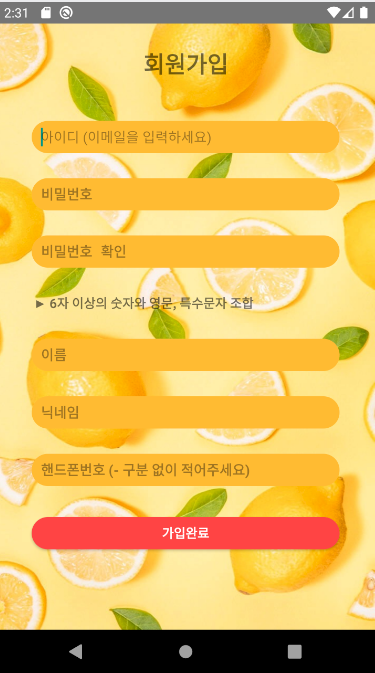 2:31
회원가입
아이디 (이메일을 입력하세요)
비밀번호
비밀번호 확인
► 6자 이상의 숫자와 영문, 특수문자 조합
이름
닉네임
핸드폰번호 (- 구분 없이 적어주세요)
가입완료